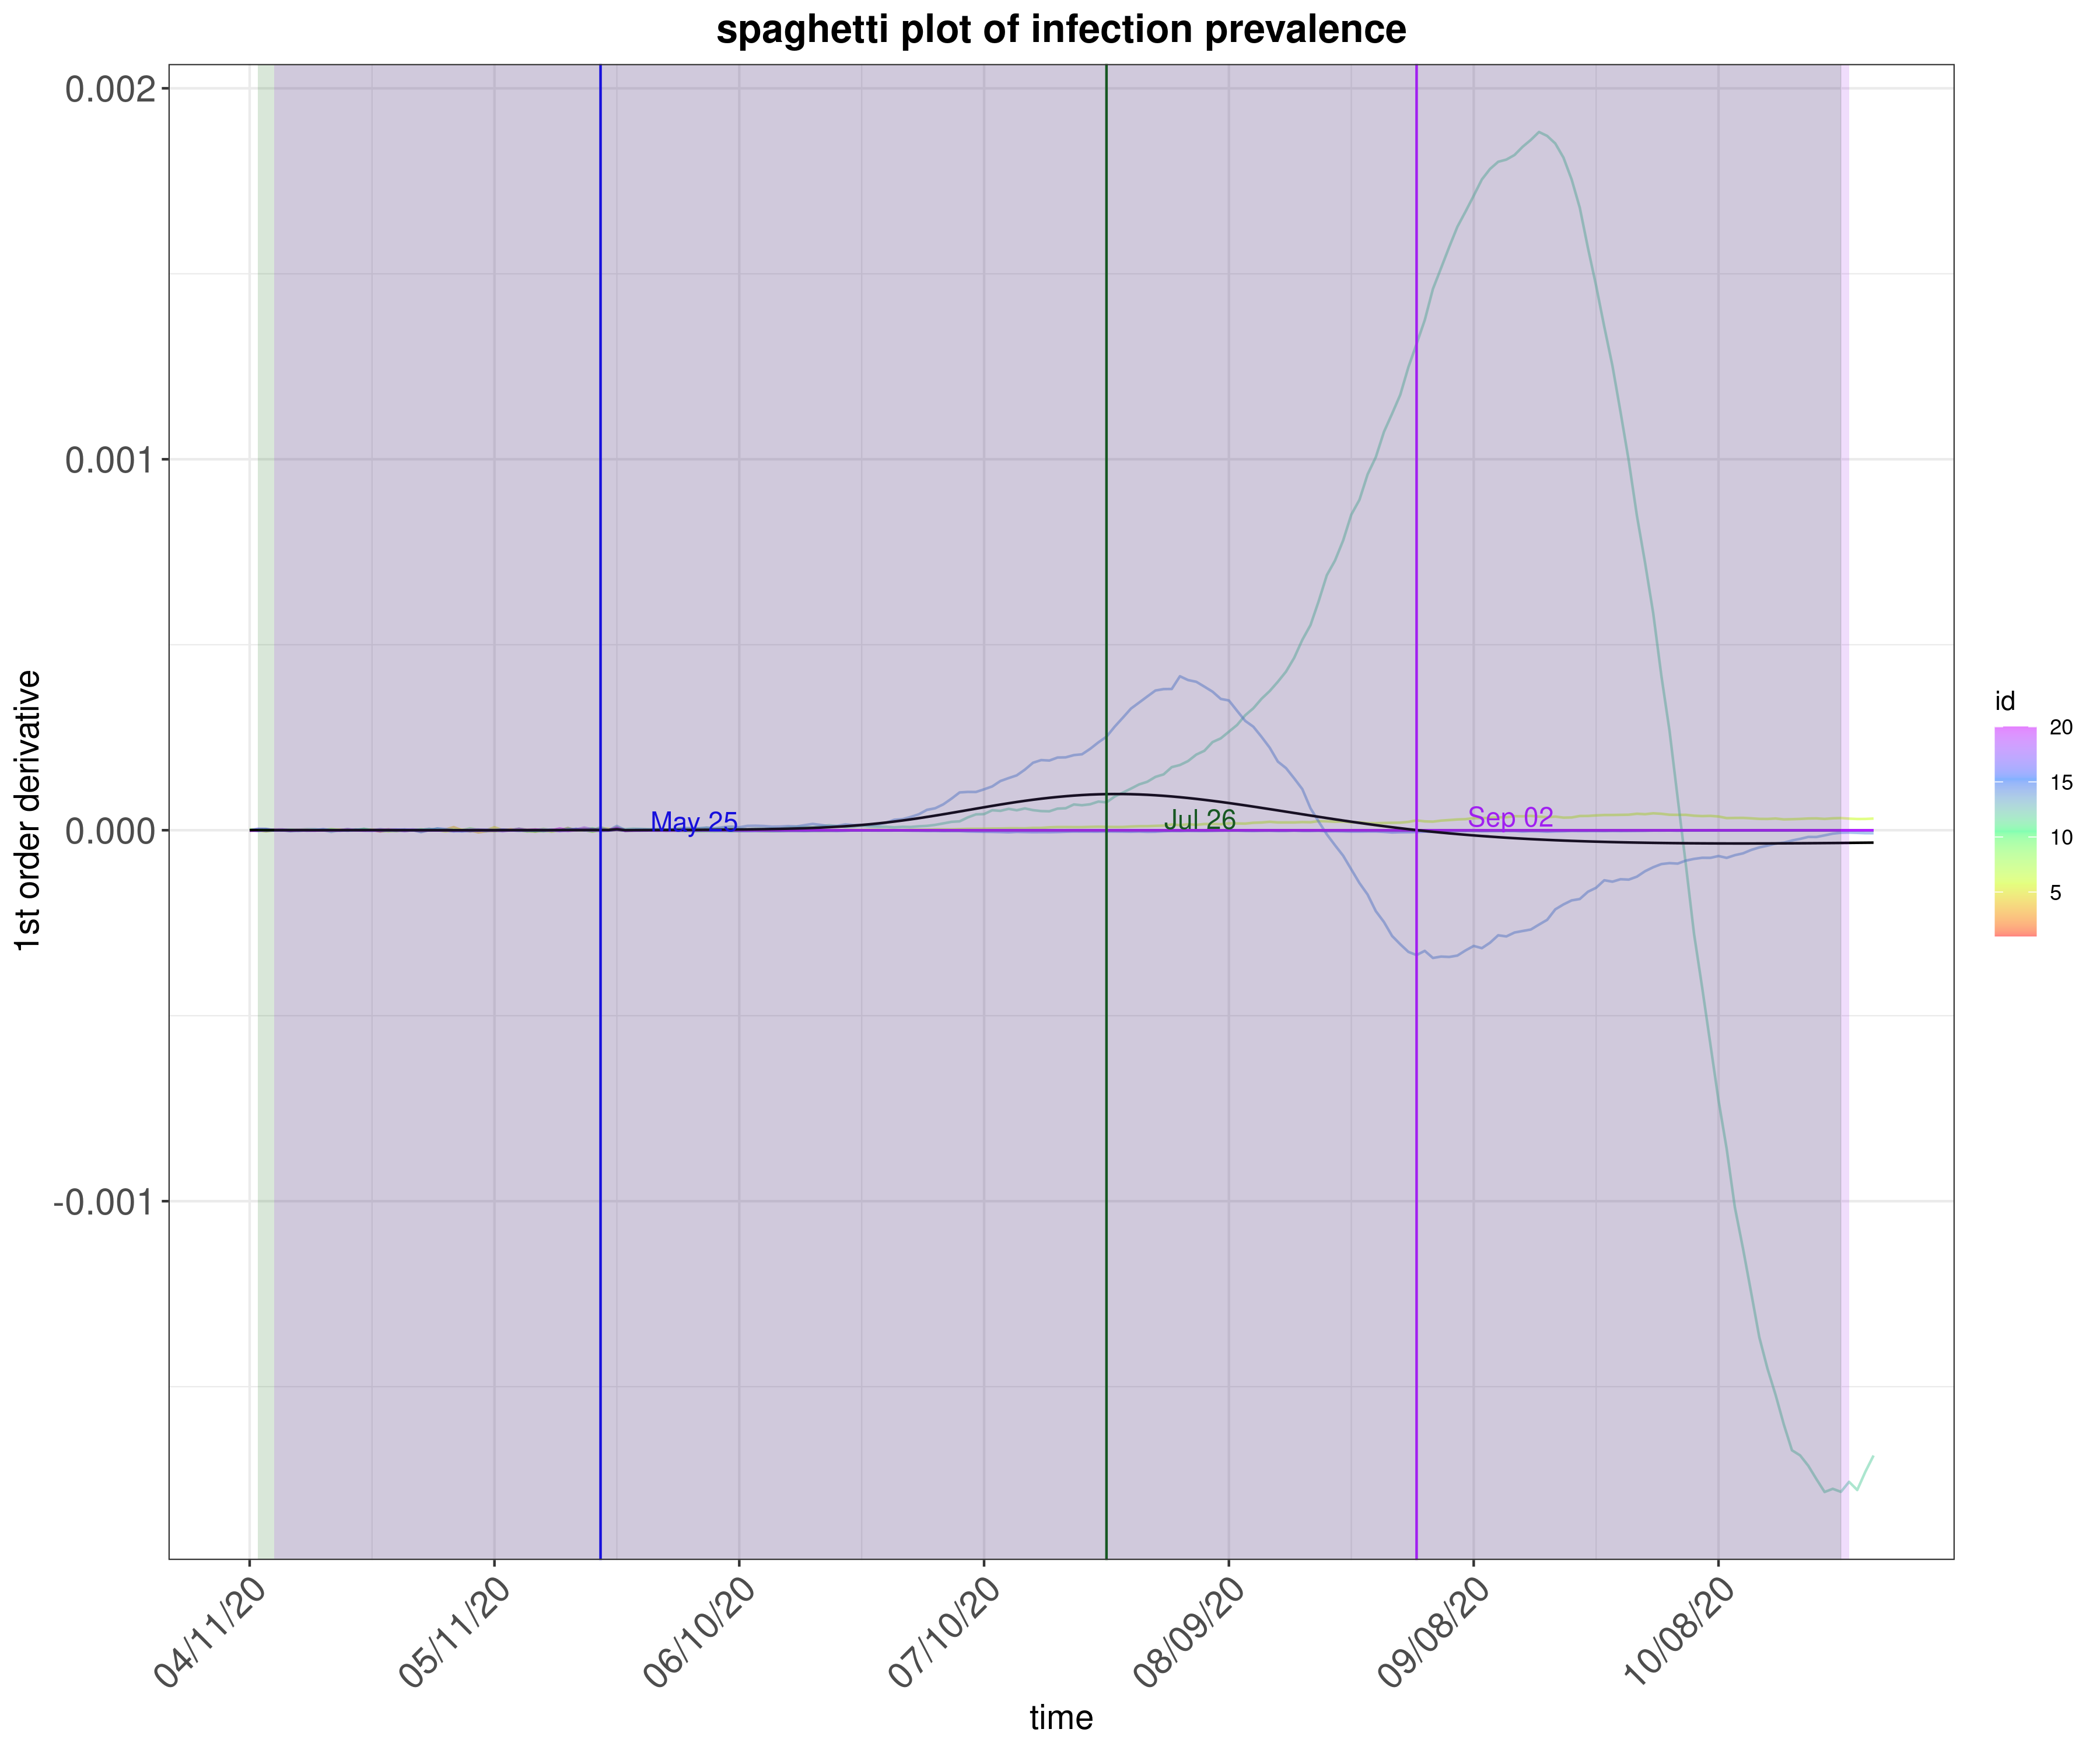 spaghetti plot of infection prevalence
0.002
0.001
0.000
-0.001
1st order derivative
May 25
Jul 26
Sep 02
04/11/20
05/11/20
06/10/20
07/10/20
08/09/20
09/08/20
10/08/20
time
id
20
15
10
5